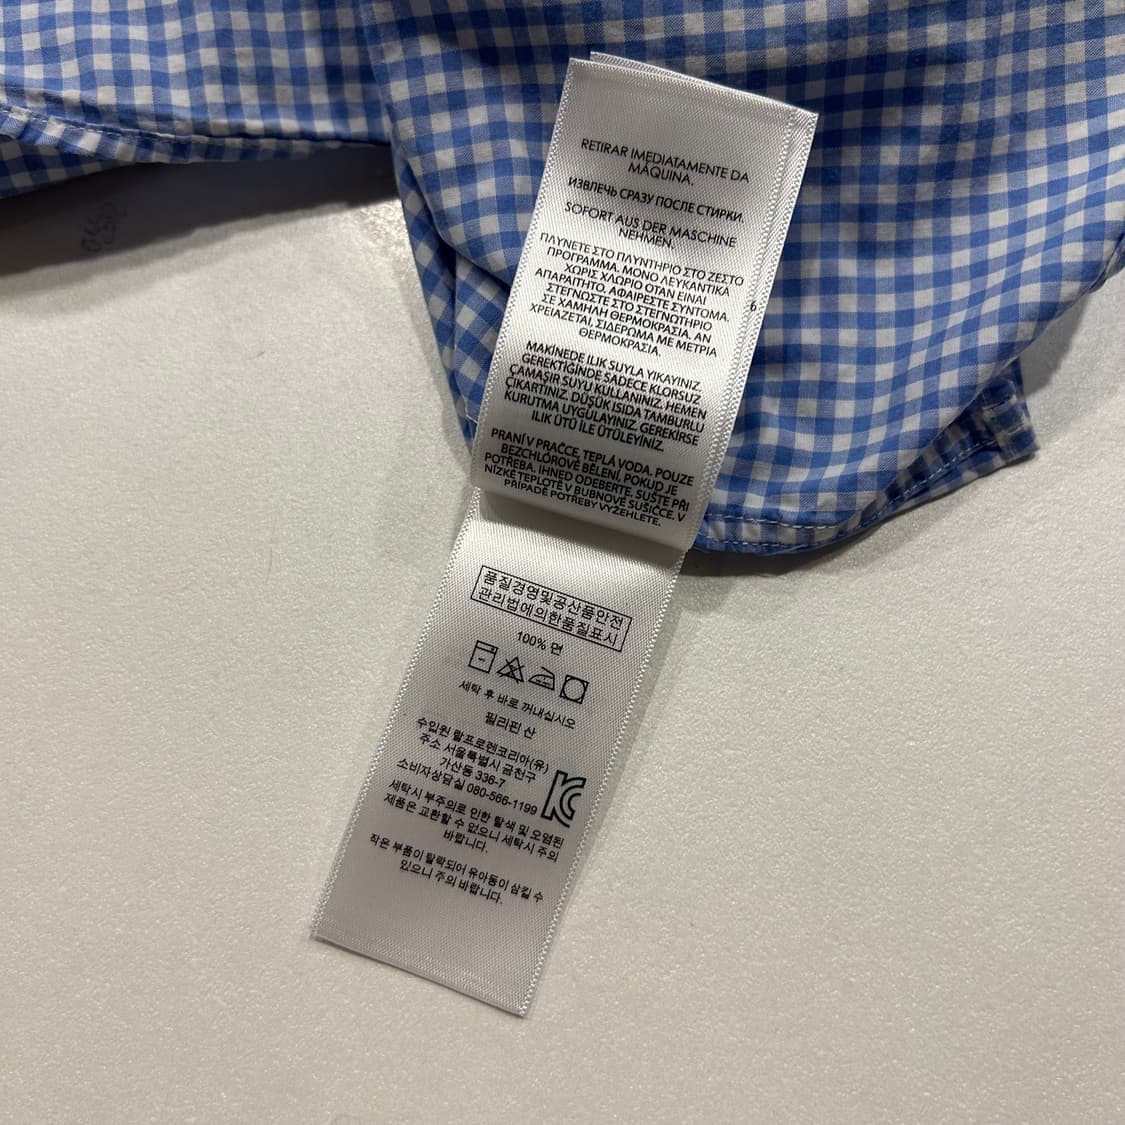 RETIRAR IMEDIATAMENTE DA
MÁQUINA.
ИЗВЛЕЧЬ СРАЗУ ПОСЛЕ СТИРКИ.
SOFORT AUS DER MASCHINE
NEHMEN.
ΠΛΥΝΕΤΕ ΣΤΟ ΠΛΥΝΤΗΡΙΟ ΣΤΟ ΖΕΣΤΟ
ΠΡΟΓΡΑΜΜΑ. ΜΟΝΟ ΛΕΥΚΑΝΤΙΚΑ
ΧΩΡΙΣ ΧΛΩΡΙΟ ΟΤΑΝ ΕΙΝΑΙ
ΑΠΑΡΑΙΤΗΤΟ. ΑΦΑΙΡΕΣΤΕ ΣΥΝΤΟΜΑ.
ΣΤΕΓΝΩΣΤΕ ΣΤΟ ΣΤΕΓΝΩΤΗΡΙΟ
ΣΕ ΧΑΜΗΛΗ ΘΕΡΜΟΚΡΑΣΙΑ. ΑΝ
ΧΡΕΙΑΖΕΤΑΙ, ΣΙΔΕΡΩΜΑ ΜΕ ΜΕΤΡΙΑ
ΘΕΡΜΟΚΡΑΣΙΑ.
MAKİNEDE ILIK SUYLA YIKAYINIZ.
GEREKTİĞİNDE SADECE KLORSUZ
ÇAMAŞIR SUYU KULLANINIZ. HEMEN
ÇIKARTINIZ. DÜŞÜK ISIDA TAMBURLU
KURUTMA UYGULAYINIZ. GEREKİRSE
ILIK ÜTÜ İLE ÜTÜLEYİNİZ.
PRANÍ V PRAČCE, TEPLÁ VODA. POUZE
BEZCHLÓROVÉ BĚLENÍ, POKUD JE
POTŘEBA. IHNED ODEBERTE. SUŠTE PŘI
NÍZKÉ TEPLOTĚ V BUBNOVÉ SUŠIČCE. V
PŘÍPADĚ POTŘEBY VYŽEHLETE.
품질경영및공산품안전
관리법에의한품질표시
100% 면
세탁 후 바로 꺼내십시오
필리핀 산
수입원 랄프로렌코리아(유)
주소 서울특별시 금천구
가산동 336-7
소비자상담실 080-566-1199
세탁시 부주의로 인한 탈색 및 오염된
제품은 교환할 수 없으니 세탁시 주의
바랍니다.
작은 부품이 탈락되어 유아동이 삼킬 수
있으니 주의 바랍니다.